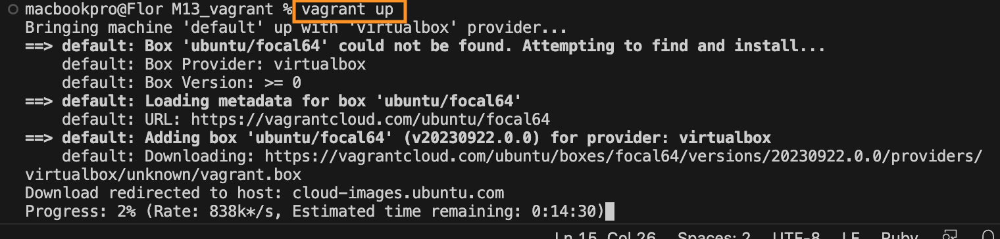 macbookpro@Flor M13_vagrant % vagrant up
Bringing machine 'default' up with 'virtualbox' provider...
==> default: Box 'ubuntu/focal64' could not be found. Attempting to find and install...
default: Box Provider: virtualbox
default: Box Version: >= 0
==> default: Loading metadata for box 'ubuntu/focal64'
default: URL: https://vagrantcloud.com/ubuntu/focal64
==> default: Adding box 'ubuntu/focal64' (v20230922.0.0) for provider: virtualbox
default: Downloading: https://vagrantcloud.com/ubuntu/boxes/focal64/versions/20230922.0.0/providers/
virtualbox/unknown/vagrant.box
Download redirected to host: cloud-images.ubuntu.com
Progress: 2% (Rate: 838k*/s, Estimated time remaining: 0:14:30)
Ln 15, Col 26 Spaces: 2 UTF-8 LF Ruby